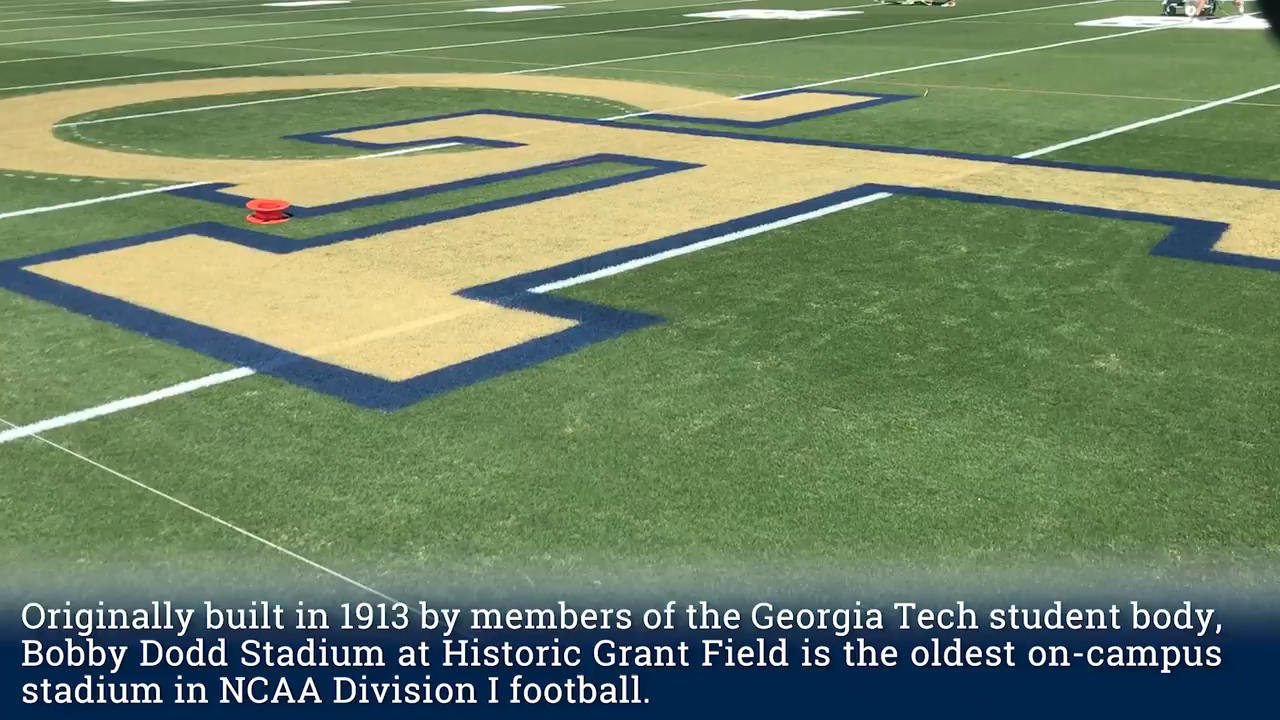 GT
Originally built in 1913 by members of the Georgia Tech student body,
Bobby Dodd Stadium at Historic Grant Field is the oldest on-campus
stadium in NCAA Division I football.